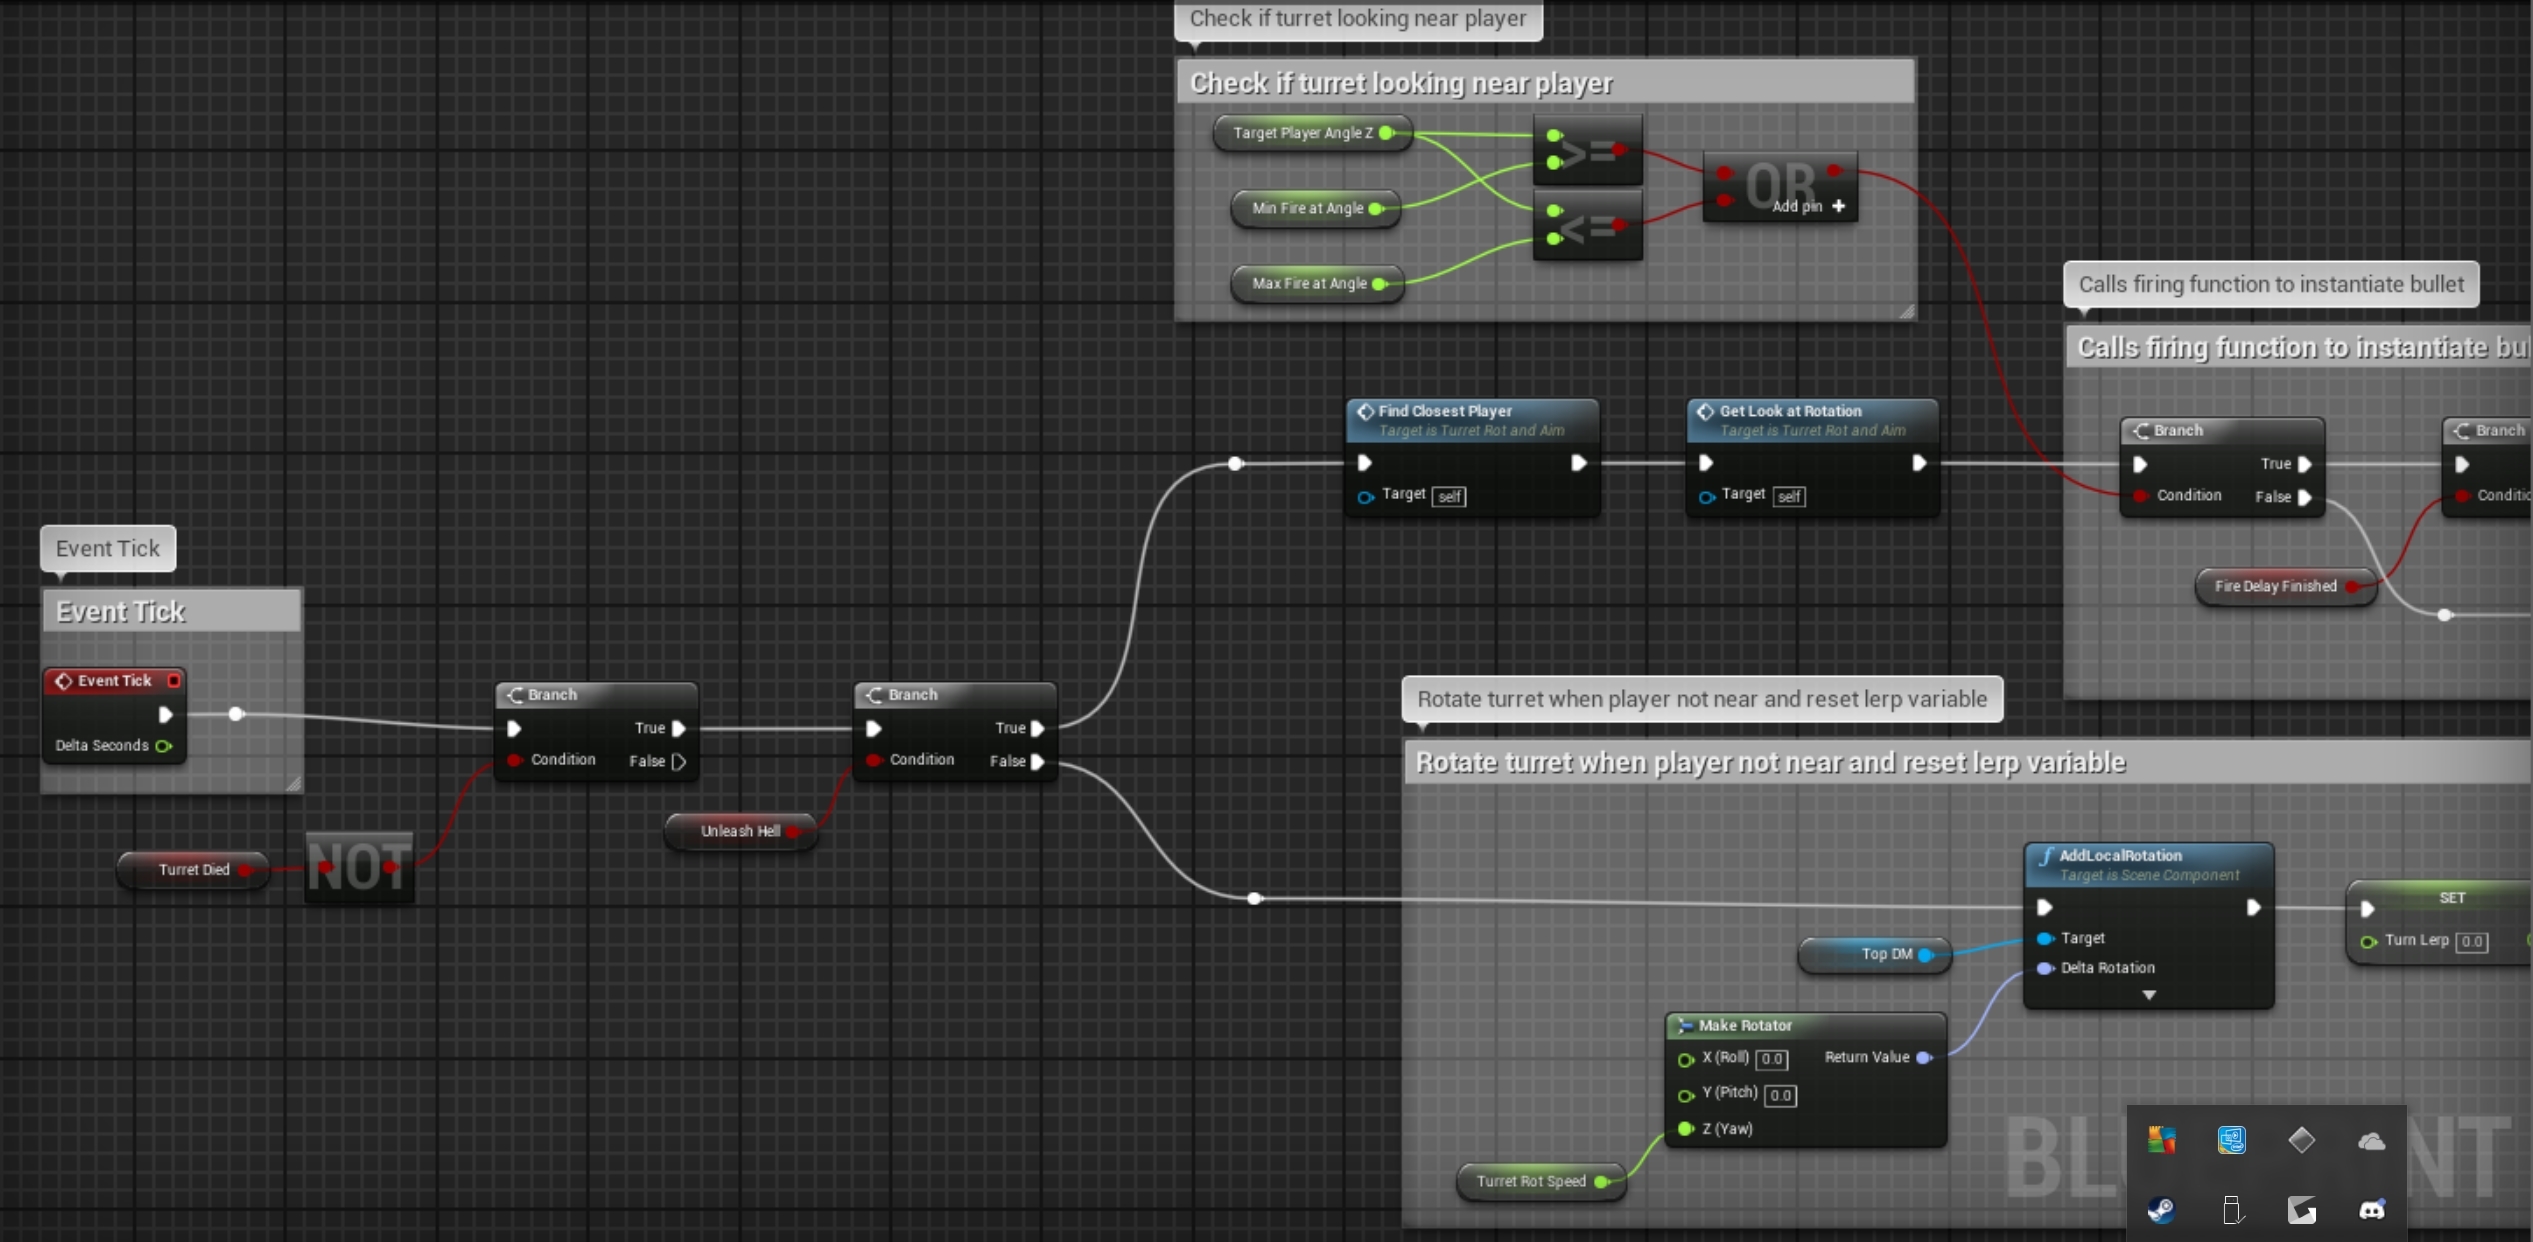 Check if turret looking near player
Check if turret looking near player
Target Player Angle Z
>=
Min Fire at Angle
<=
OR
Add pin
Max Fire at Angle
Calls firing function to instantiate bullet
Calls firing function to instantiate bul
Find Closest Player
Target is Turret Rot and Aim
Target self
Get Look at Rotation
Target is Turret Rot and Aim
Target self
Branch
True
Condition
False
Branch
Conditio
Fire Delay Finished
Event Tick
Event Tick
Event Tick
Delta Seconds
Branch
True
Condition
False
Branch
True
Condition
False
Turret Died
NOT
Unleash Hell
Rotate turret when player not near and reset lerp variable
Rotate turret when player not near and reset lerp variable
AddLocalRotation
Target is Scene Component
Target
Delta Rotation
SET
Turn Lerp 0.0
Top DM
Make Rotator
X (Roll) 0.0
Return Value
Y (Pitch) 0.0
Z (Yaw)
Turret Rot Speed